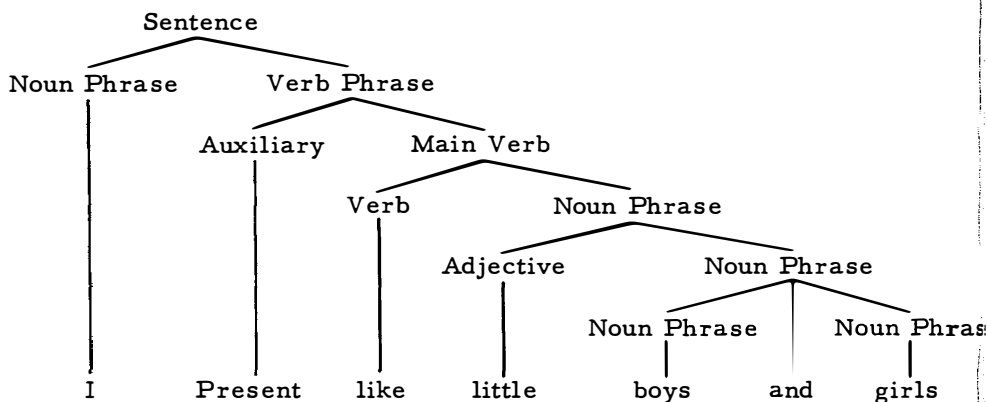 Sentence
Noun Phrase Verb Phrase
Auxiliary Main Verb
Verb Noun Phrase
Adjective Noun Phrase
Noun Phrase Noun Phras
I Present like little boys and girls